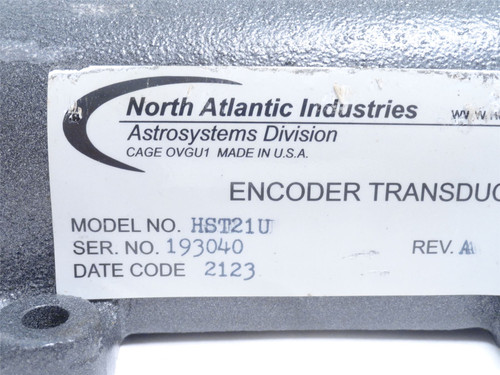 North Atlantic Industries
Astrosystems Division
CAGE OVGU1 MADE IN U.S.A.
ENCODER TRANSDUC
MODEL NO. HST21U
SER. NO. 193040 REV. A
DATE CODE 2123